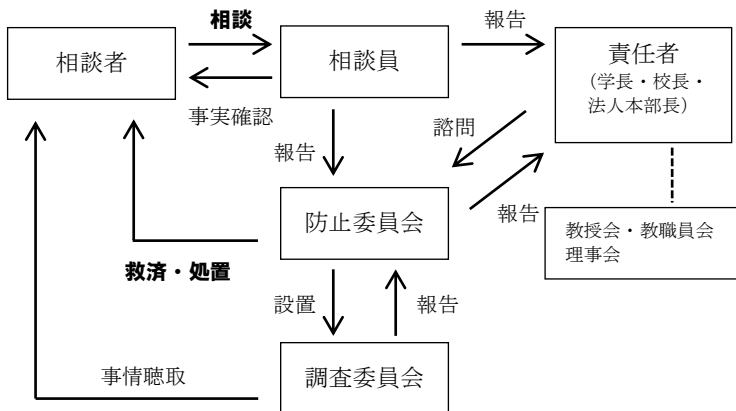 相談
報告
相談者
相談員
責任者
（学長・校長・
法人本部長）
事実確認
諮問
報告
防止委員会
報告
教授会・教職員会
理事会
救済・処置
設置
報告
事情聴取
調査委員会